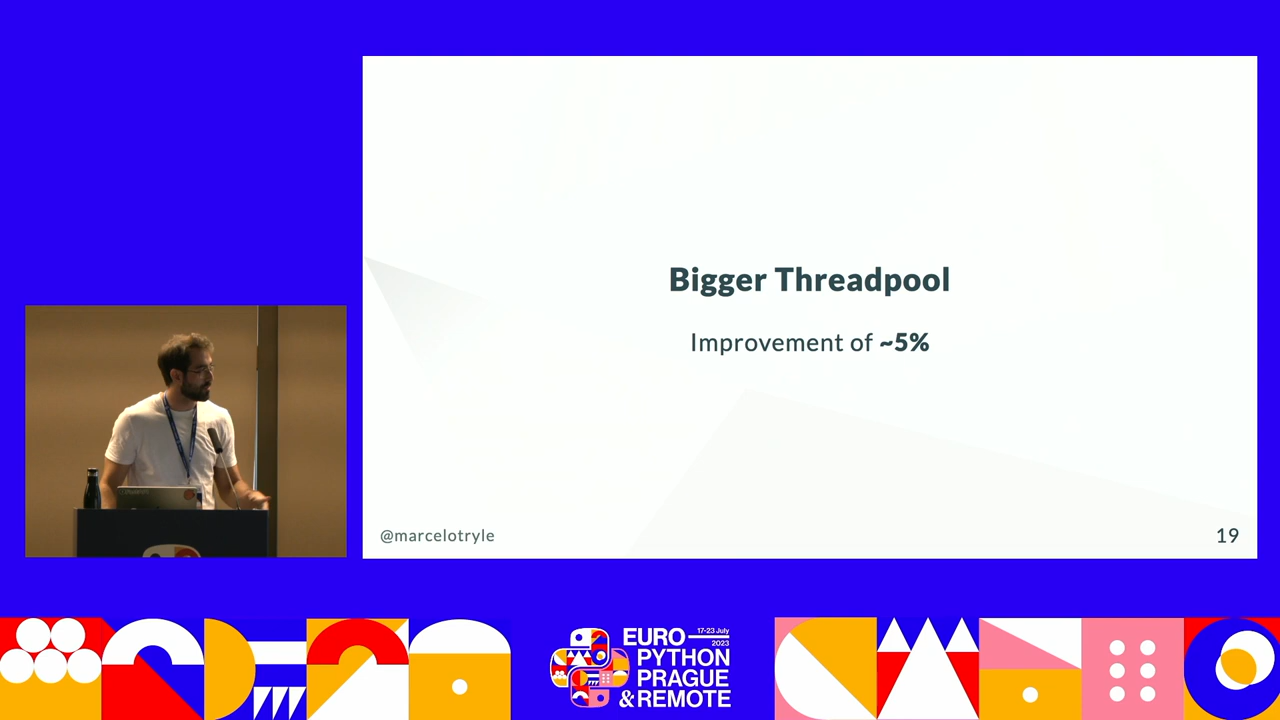 Bigger Threadpool
Improvement of ~5%
@marcelotryle
19
EURO
17-23 July
2023
PYTHON
PRAGUE
& REMOTE